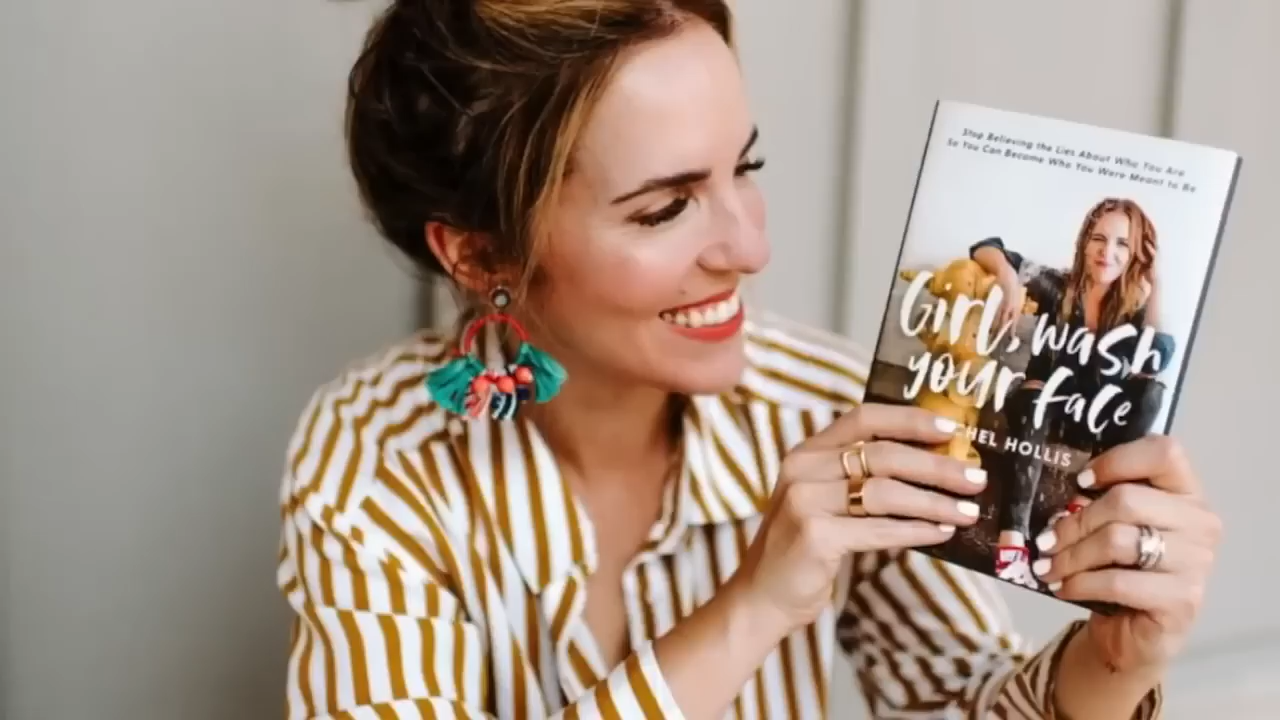 Stop Believing the Lies About Who You Are
So You Can Become Who You Were Meant to Be
Girl, wash
your face
HEL HOLLIS